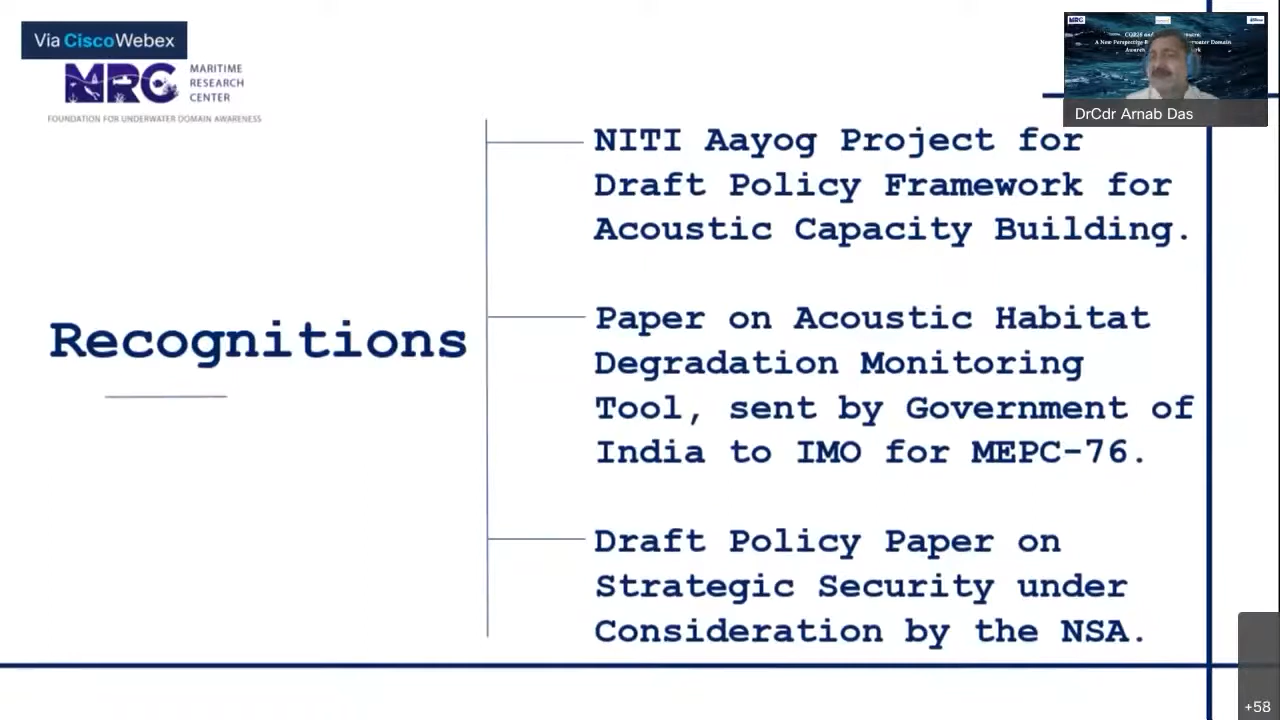 Via Cisco Webex
MRC
MARITIME
RESEARCH
CENTER
FOUNDATION FOR UNDERWATER DOMAIN AWARENESS
DrCdr Arnab Das
Recognitions
NITI Aayog Project for
Draft Policy Framework for
Acoustic Capacity Building.
Paper on Acoustic Habitat
Degradation Monitoring
Tool, sent by Government of
India to IMO for MEPC-76.
Draft Policy Paper on
Strategic Security under
Consideration by the NSA.
+58